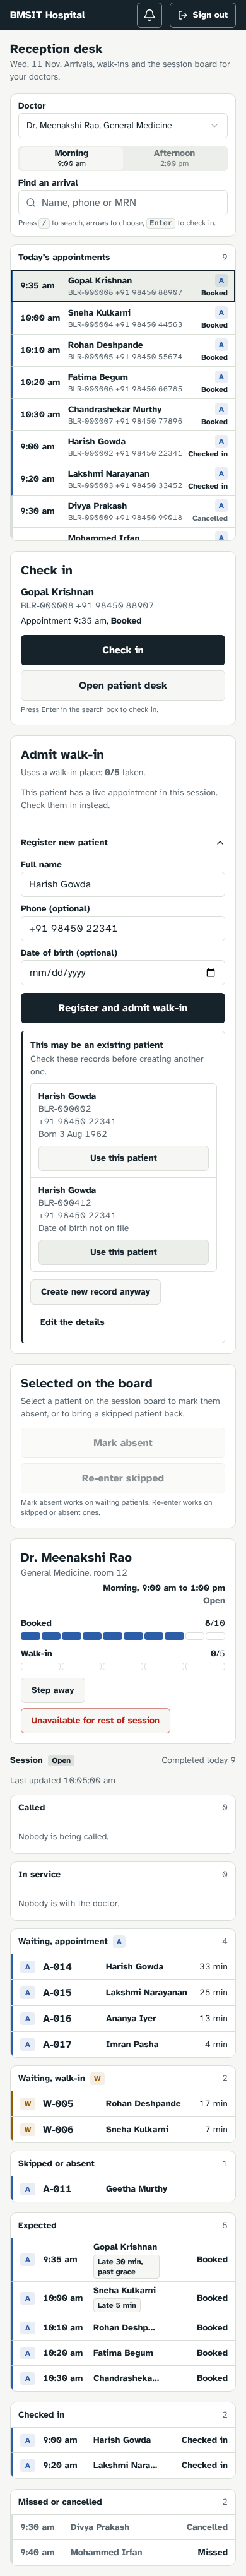 BMSIT Hospital
Sign out
Reception desk
Wed, 11 Nov. Arrivals, walk-ins and the session board for
your doctors.
Doctor
Dr. Meenakshi Rao, General Medicine
Morning
9:00 am
Afternoon
2:00 pm
Find an arrival
Name, phone or MRN
Press / to search, arrows to choose, Enter to check in.
Today's appointments 9
9:35 am Gopal Krishnan A
BLR-000008 +91 98450 88907 Booked
10:00 am Sneha Kulkarni A
BLR-000004 +91 98450 44563 Booked
10:10 am Rohan Deshpande A
BLR-000005 +91 98450 55674 Booked
10:20 am Fatima Begum A
BLR-000006 +91 98450 66785 Booked
10:30 am Chandrashekar Murthy A
BLR-000007 +91 98450 77896 Booked
9:00 am Harish Gowda A
BLR-000002 +91 98450 22341 Checked in
9:20 am Lakshmi Narayanan A
BLR-000003 +91 98450 33452 Checked in
9:30 am Divya Prakash A
BLR-000009 +91 98450 99018 Cancelled
Mohammed Irfan A
Check in
Gopal Krishnan
BLR-000008 +91 98450 88907
Appointment 9:35 am, Booked
Check in
Open patient desk
Press Enter in the search box to check in.
Admit walk-in
Uses a walk-in place: 0/5 taken.
This patient has a live appointment in this session.
Check them in instead.
Register new patient
Full name
Harish Gowda
Phone (optional)
+91 98450 22341
Date of birth (optional)
mm/dd/yyyy
Register and admit walk-in
This may be an existing patient
Check these records before creating another
one.
Harish Gowda
BLR-000002
+91 98450 22341
Born 3 Aug 1962
Use this patient
Harish Gowda
BLR-000412
+91 98450 22341
Date of birth not on file
Use this patient
Create new record anyway
Edit the details
Selected on the board
Select a patient on the session board to mark them
absent, or to bring a skipped patient back.
Mark absent
Re-enter skipped
Mark absent works on waiting patients. Re-enter works on
skipped or absent ones.
Dr. Meenakshi Rao
General Medicine, room 12
Morning, 9:00 am to 1:00 pm
Open
Booked 8/10
Walk-in 0/5
Step away
Unavailable for rest of session
Session Open Completed today 9
Last updated 10:05:00 am
Called 0
Nobody is being called.
In service 0
Nobody is with the doctor.
Waiting, appointment A 4
A A-014 Harish Gowda 33 min
A A-015 Lakshmi Narayanan 25 min
A A-016 Ananya Iyer 13 min
A A-017 Imran Pasha 4 min
Waiting, walk-in W 2
W W-005 Rohan Deshpande 17 min
W W-006 Sneha Kulkarni 7 min
Skipped or absent 1
A A-011 Geetha Murthy
Expected 5
A 9:35 am Gopal Krishnan Booked
Late 30 min,
past grace
A 10:00 am Sneha Kulkarni Booked
Late 5 min
A 10:10 am Rohan Deshp... Booked
A 10:20 am Fatima Begum Booked
A 10:30 am Chandrasheka... Booked
Checked in 2
A 9:00 am Harish Gowda Checked in
A 9:20 am Lakshmi Nara... Checked in
Missed or cancelled 2
9:30 am Divya Prakash Cancelled
9:40 am Mohammed Irfan Missed